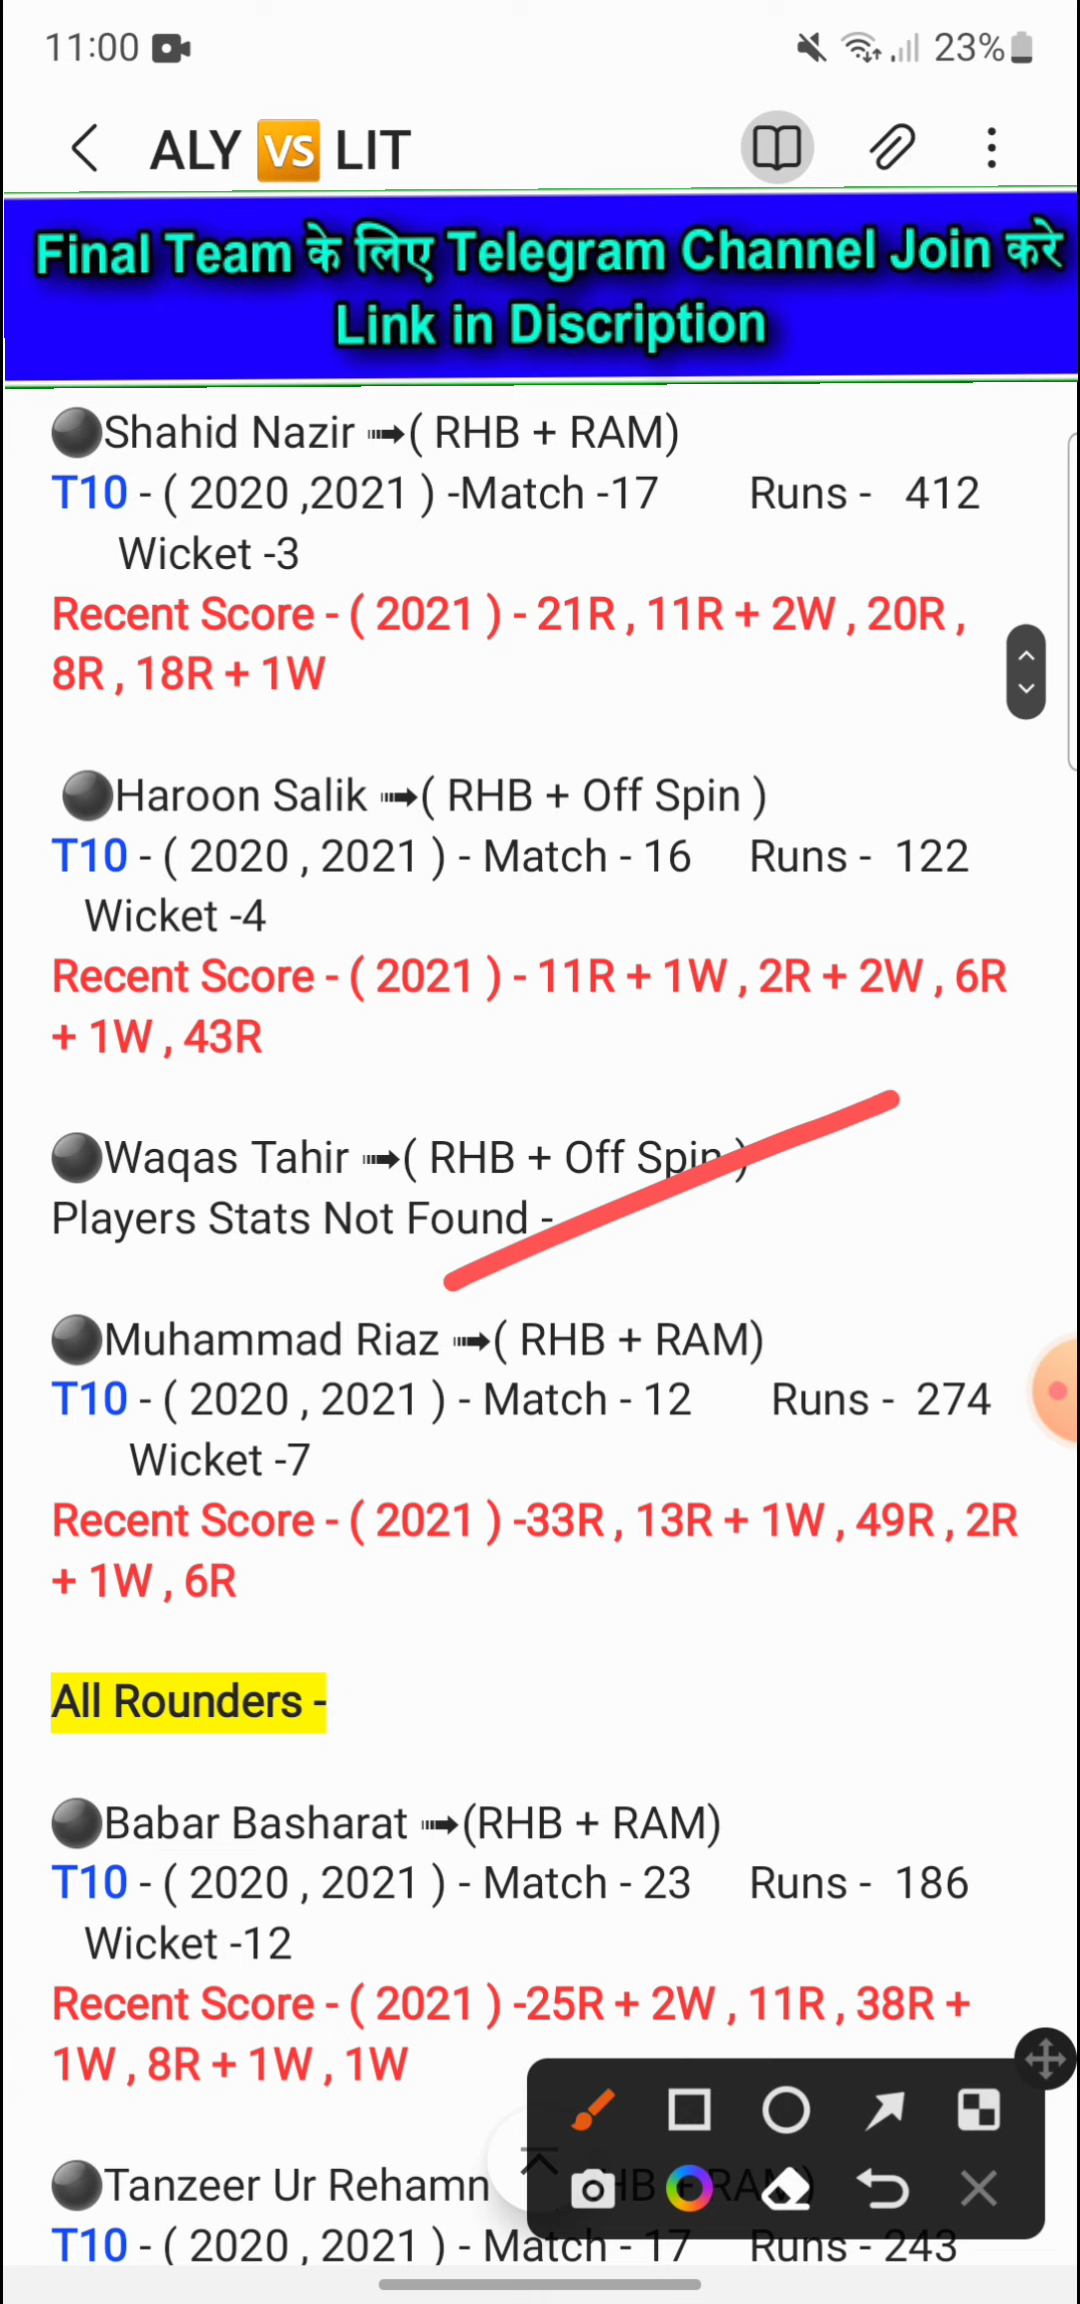 11:00 23%
ALY VS LIT
Final Team के लिए Telegram Channel Join करे
Link in Discription
Shahid Nazir ➟( RHB + RAM)
T10 - ( 2020 ,2021 ) -Match -17 Runs - 412
Wicket -3
Recent Score - ( 2021 ) - 21R , 11R + 2W , 20R ,
8R , 18R + 1W
Haroon Salik ➟( RHB + Off Spin )
T10 - ( 2020 , 2021 ) - Match - 16 Runs - 122
Wicket -4
Recent Score - ( 2021 ) - 11R + 1W , 2R + 2W , 6R
+ 1W , 43R
Waqas Tahir ➟( RHB + Off Spin )
Players Stats Not Found -
Muhammad Riaz ➟( RHB + RAM)
T10 - ( 2020 , 2021 ) - Match - 12 Runs - 274
Wicket -7
Recent Score - ( 2021 ) -33R , 13R + 1W , 49R , 2R
+ 1W , 6R
All Rounders -
Babar Basharat ➟(RHB + RAM)
T10 - ( 2020 , 2021 ) - Match - 23 Runs - 186
Wicket -12
Recent Score - ( 2021 ) -25R + 2W , 11R , 38R +
1W , 8R + 1W , 1W
Tanzeer Ur Rehamn
T10 - ( 2020 , 2021 ) - Match - 17 Runs - 243